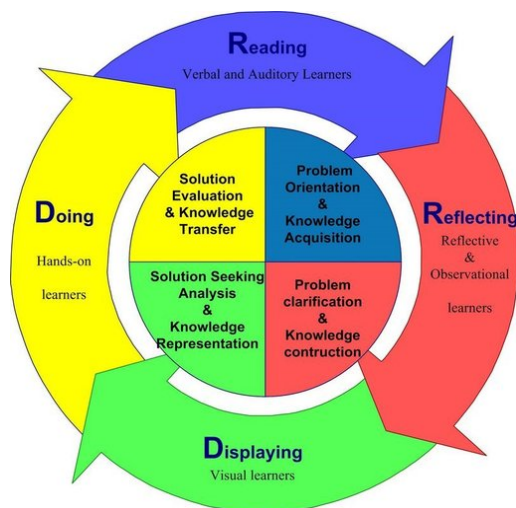 Reading
Verbal and Auditory Learners
Reflecting
Reflective
&
Observational
learners
Displaying
Visual learners
Doing
Hands-on
learners
Solution
Evaluation
& Knowledge
Transfer
Problem
Orientation
&
Knowledge
Acquisition
Solution Seeking
Analysis
&
Knowledge
Representation
Problem
clarification
&
Knowledge
contruction